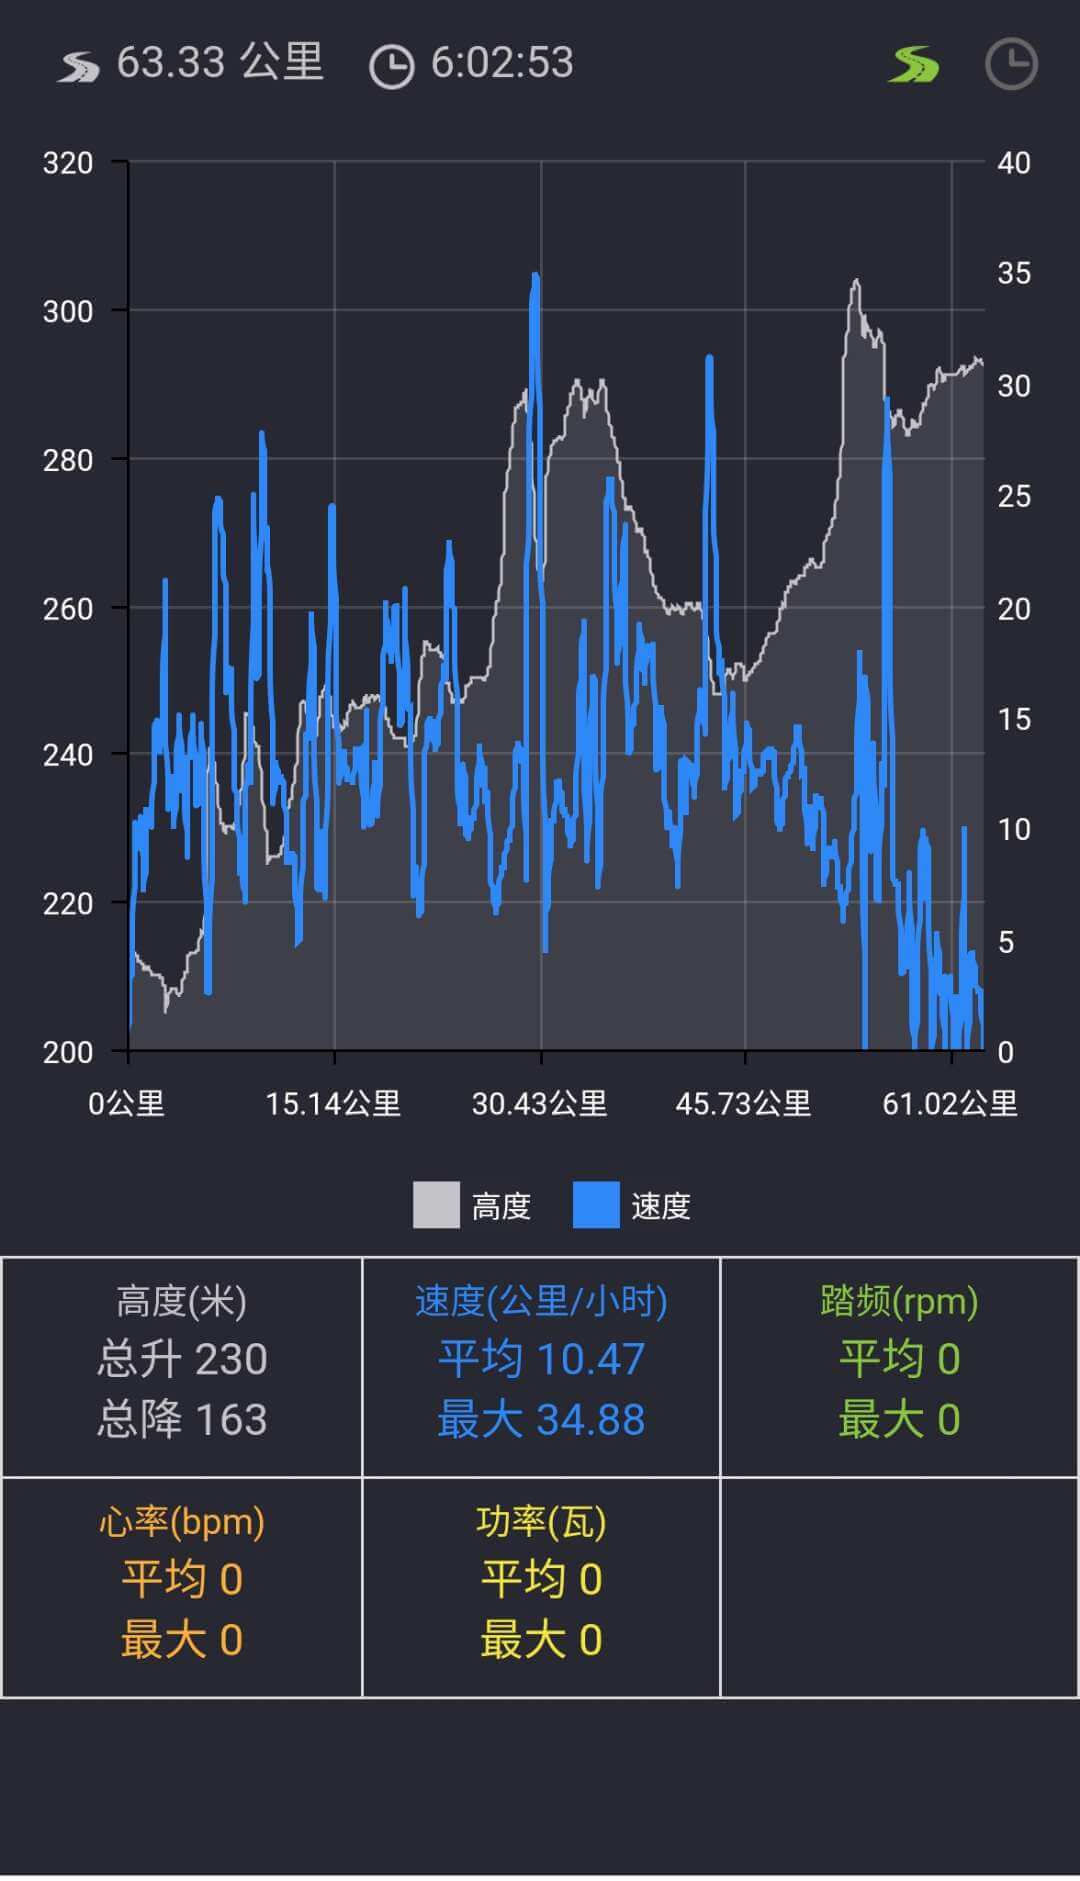 63.33 公里 6:02:53
320 40
35
300
30
280
25
260 20
15
240
10
220
5
200 0
0公里 15.14公里 30.43公里 45.73公里 61.02公里
高度 速度
高度(米) 速度(公里/小时) 踏频(rpm)
总升 230 平均 10.47 平均 0
总降 163 最大 34.88 最大 0
心率(bpm) 功率(瓦)
平均 0 平均 0
最大 0 最大 0